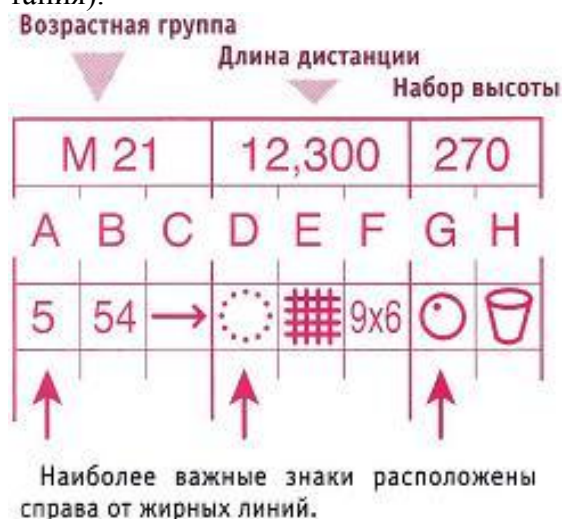 тания).
Возрастная группа
Длина дистанции
Набор высоты
М 21 12,300 270
A B C D E F G H
5 54 → 9x6
Наиболее важные знаки расположены
справа от жирных линий.